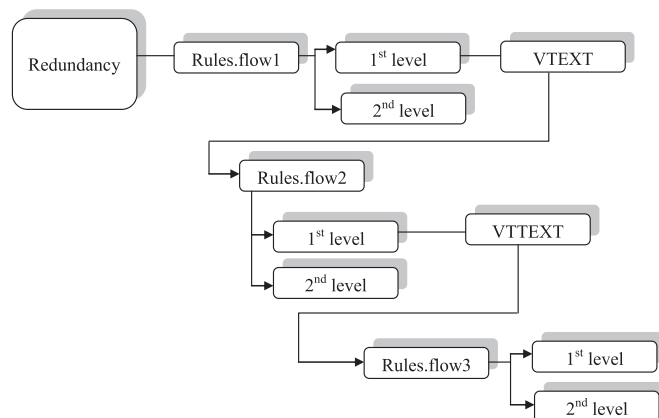 Redundancy
Rules.flow1
1st level
VTEXT
2nd level
Rules.flow2
1st level
VTTEXT
2nd level
Rules.flow3
1st level
2nd level